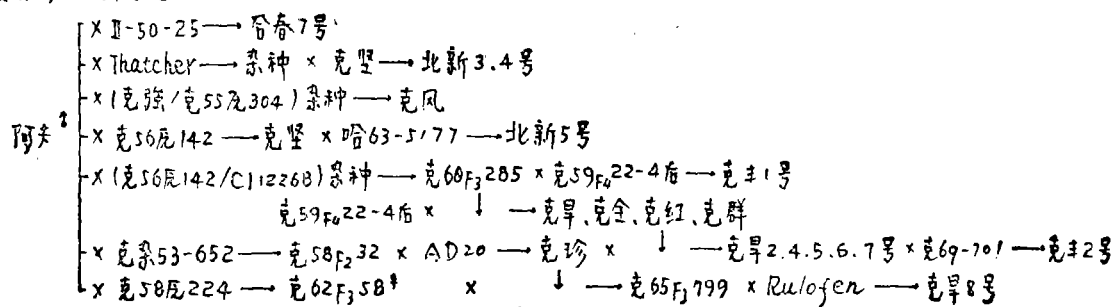 × Ⅱ-50-25 → 合春7号
× Thatcher → 杂种 × 克坚 → 北新3.4号
× (克强/克55冘304) 杂种 → 克风
阿夫
× 克56冘142 → 克坚 × 哈63-5177 → 北新5号
× (克56冘142/CI12268) 杂种 → 克60F₃285 × 克59F₄22-4后 → 克丰1号
克59F₄22-4后 × ↓ → 克旱、克全、克红、克群
× 克杂53-652 → 克58F₂32 × AD20 → 克珍 × ↓ → 克旱2.4.5.6.7号 × 克69-701 → 克丰2号
× 克58冘224 → 克62F₃58 × ↓ → 克65F₃799 × Rulofen → 克旱8号